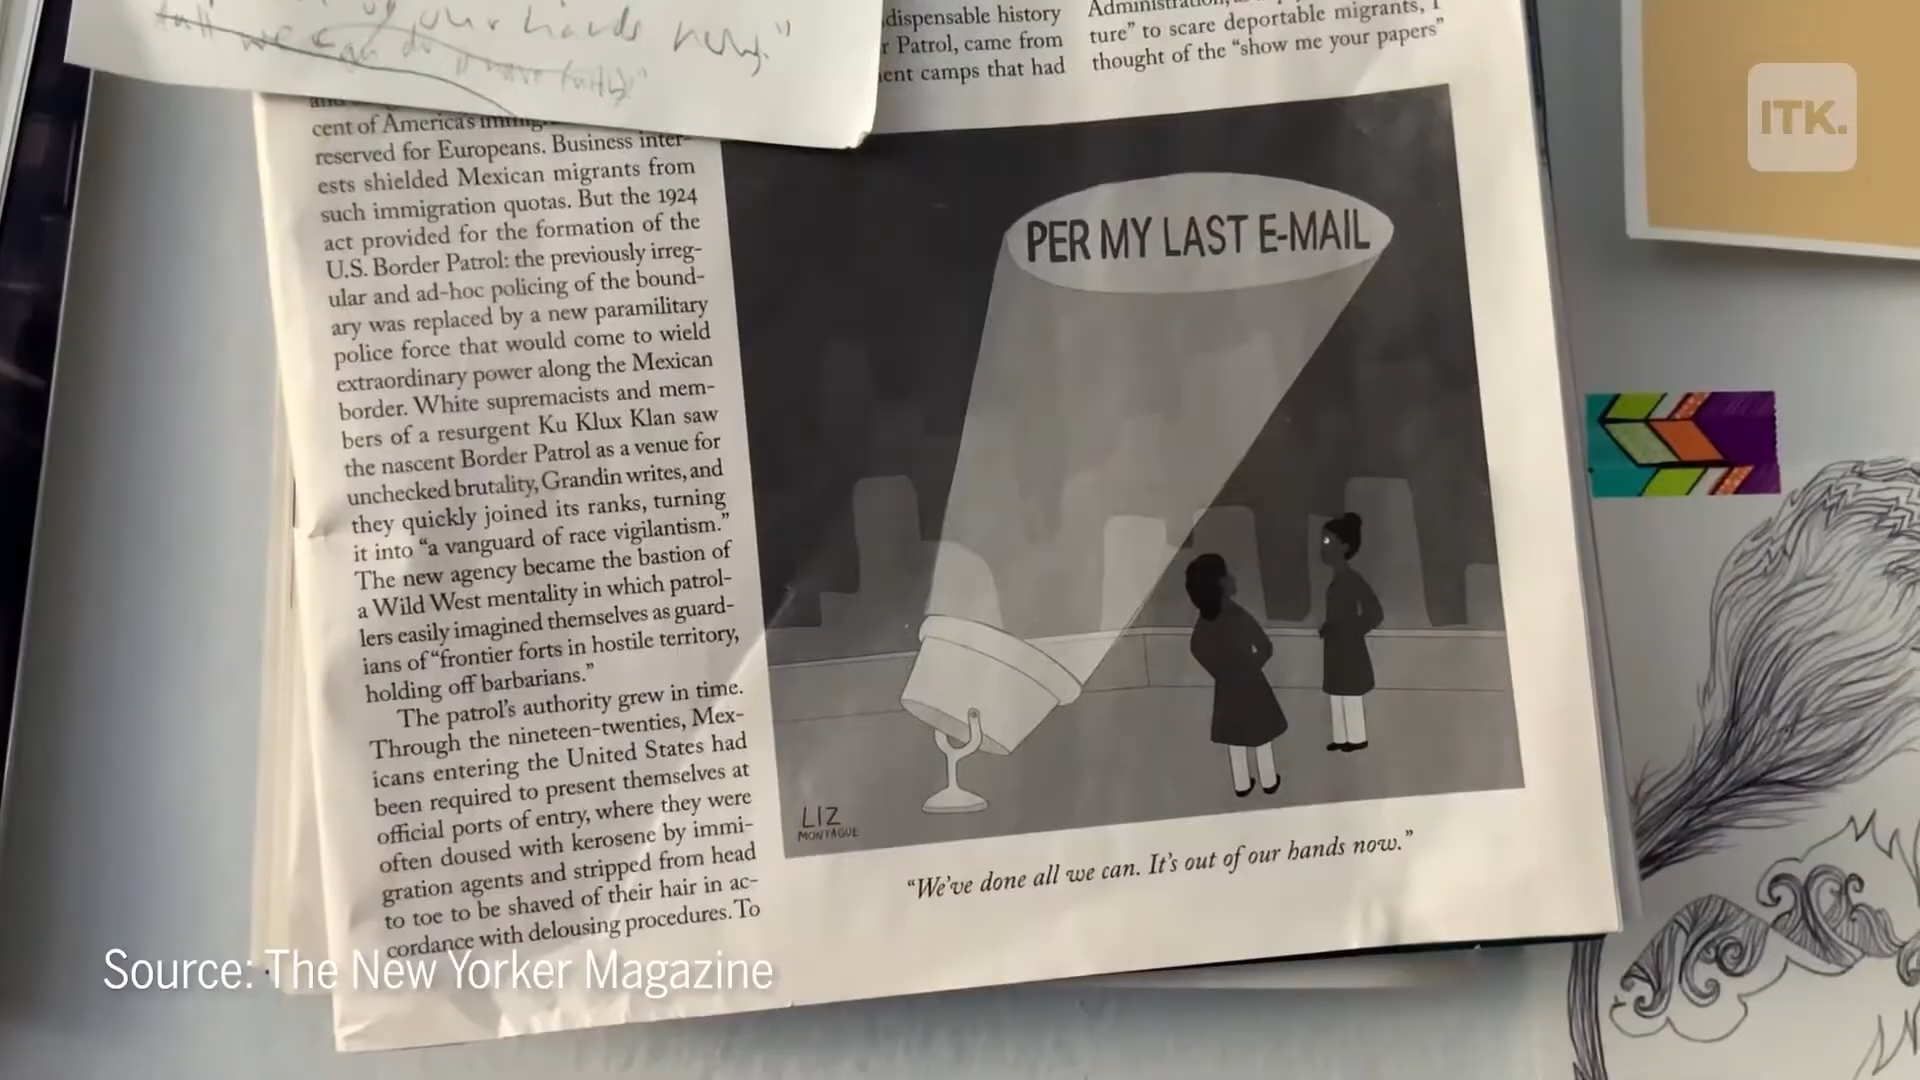 our hands now."
all we can do
dispensable history
r Patrol, came from
ent camps that had
Administration,
ture" to scare deportable migrants, I
thought of the "show me your papers"
ITK.
cent of America's immig
reserved for Europeans. Business inter-
ests shielded Mexican migrants from
such immigration quotas. But the 1924
act provided for the formation of the
U.S. Border Patrol: the previously irreg-
ular and ad-hoc policing of the bound-
ary was replaced by a new paramilitary
police force that would come to wield
extraordinary power along the Mexican
border. White supremacists and mem-
bers of a resurgent Ku Klux Klan saw
the nascent Border Patrol as a venue for
unchecked brutality, Grandin writes, and
they quickly joined its ranks, turning
it into "a vanguard of race vigilantism."
The new agency became the bastion of
a Wild West mentality in which patrol-
lers easily imagined themselves as guard-
ians of "frontier forts in hostile territory,
holding off barbarians."
The patrol's authority grew in time.
Through the nineteen-twenties, Mex-
icans entering the United States had
been required to present themselves at
official ports of entry, where they were
often doused with kerosene by immi-
gration agents and stripped from head
to toe to be shaved of their hair in ac-
cordance with delousing procedures. To
PER MY LAST E-MAIL
LIZ
MONTAGUE
"We've done all we can. It's out of our hands now."
Source: The New Yorker Magazine